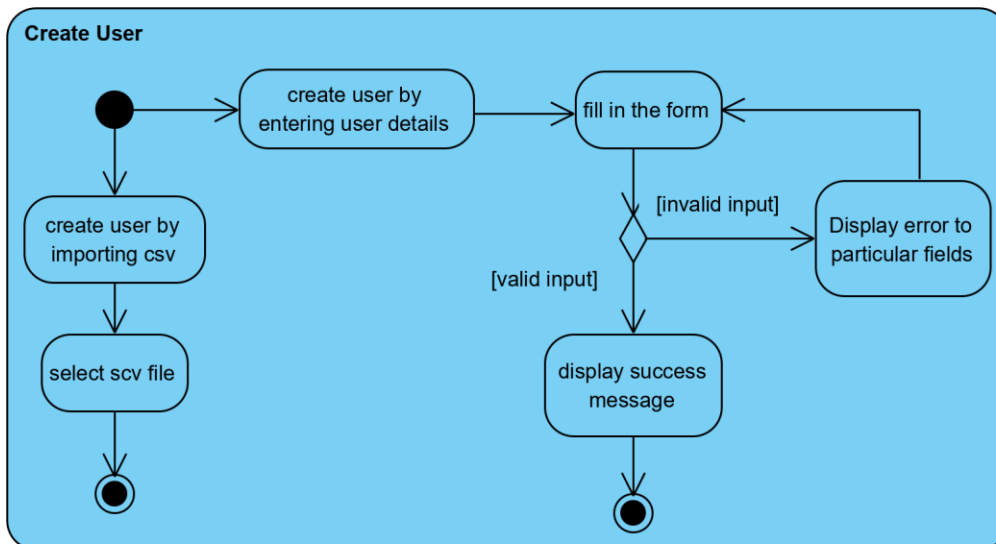 Create User
create user by
entering user details
fill in the form
create user by
importing csv
[invalid input]
Display error to
particular fields
[valid input]
select scv file
display success
message